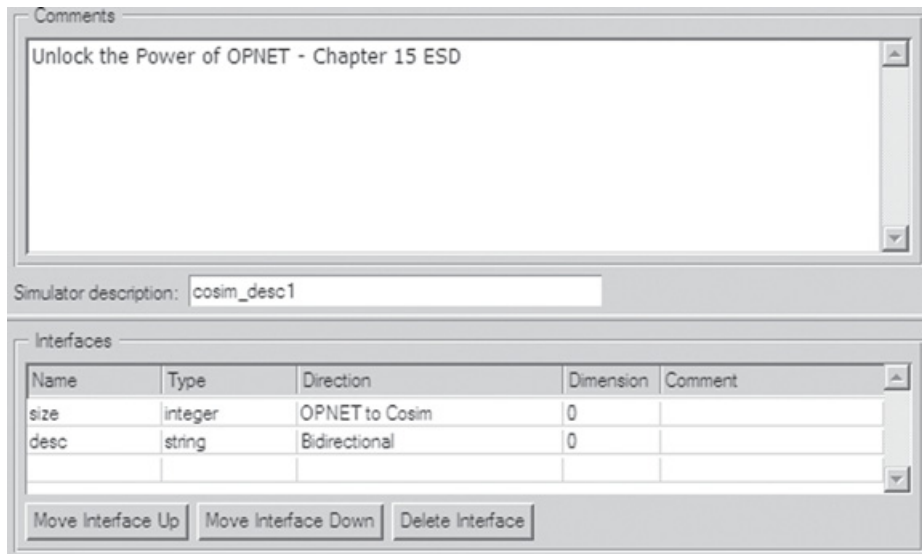 Comments
Unlock the Power of OPNET - Chapter 15 ESD
Simulator description: cosim_desc1
Interfaces
Name Type Direction Dimension Comment
size integer OPNET to Cosim 0
desc string Bidirectional 0
Move Interface Up Move Interface Down Delete Interface